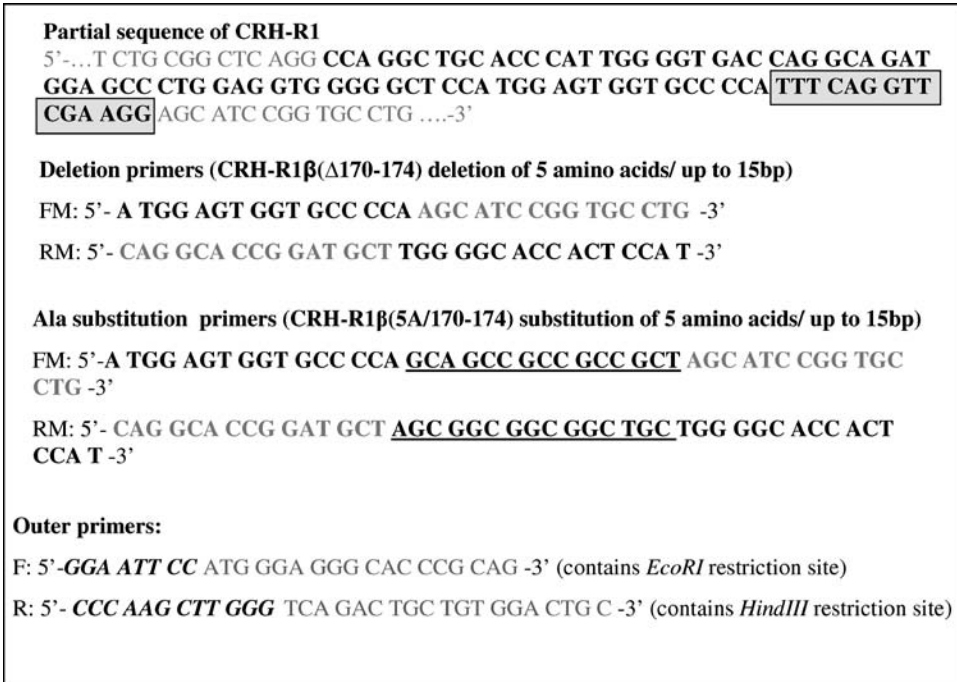 Partial sequence of CRH-R1
5'-...T CTG CGG CTC AGG CCA GGC TGC ACC CAT TGG GGT GAC CAG GCA GAT
GGA GCC CTG GAG GTG GGG GCT CCA TGG AGT GGT GCC CCA TTT CAG GTT
CGA AGG AGC ATC CGG TGC CTG ....-3'
Deletion primers (CRH-R1β(Δ170-174) deletion of 5 amino acids/ up to 15bp)
FM: 5'- A TGG AGT GGT GCC CCA AGC ATC CGG TGC CTG -3'
RM: 5'- CAG GCA CCG GAT GCT TGG GGC ACC ACT CCA T -3'
Ala substitution primers (CRH-R1β(5A/170-174) substitution of 5 amino acids/ up to 15bp)
FM: 5'-A TGG AGT GGT GCC CCA GCA GCC GCC GCC GCT AGC ATC CGG TGC
CTG -3'
RM: 5'- CAG GCA CCG GAT GCT AGC GGC GGC GGC TGC TGG GGC ACC ACT
CCA T -3'
Outer primers:
F: 5'-GGA ATT CC ATG GGA GGG CAC CCG CAG -3' (contains EcoRI restriction site)
R: 5'- CCC AAG CTT GGG TCA GAC TGC TGT GGA CTG C -3' (contains HindIII restriction site)